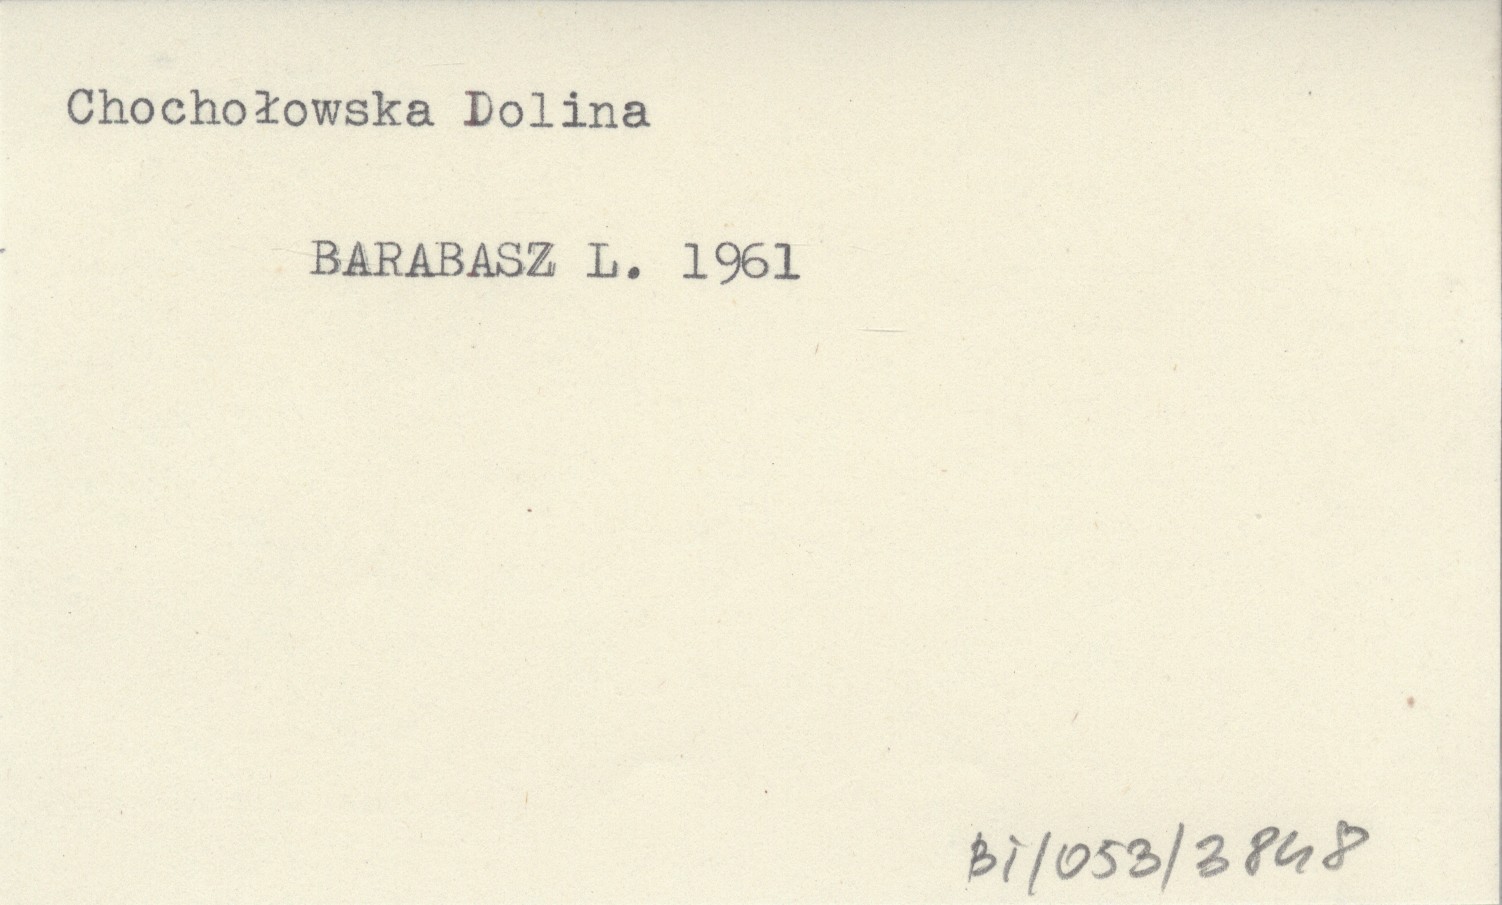 Chochołowska Dolina
BARABASZ L. 1961
Bi/053/3848